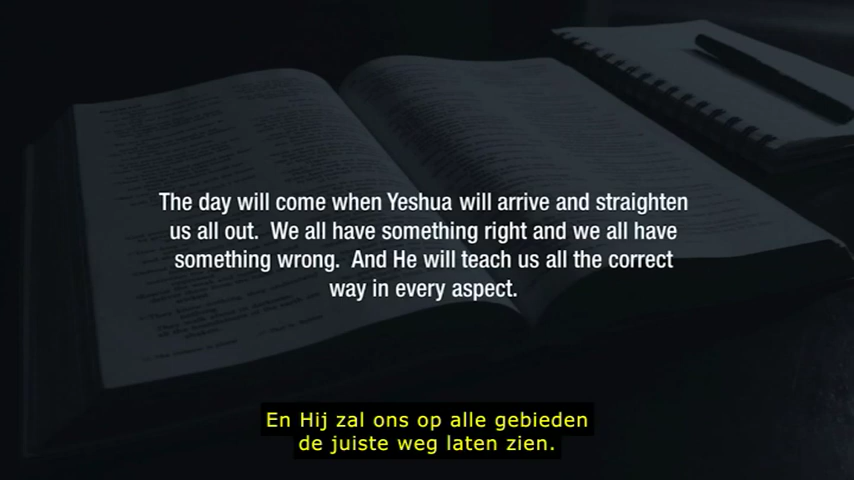 The day will come when Yeshua will arrive and straighten
us all out.  We all have something right and we all have
something wrong.  And He will teach us all the correct
way in every aspect.
En Hij zal ons op alle gebieden
de juiste weg laten zien.